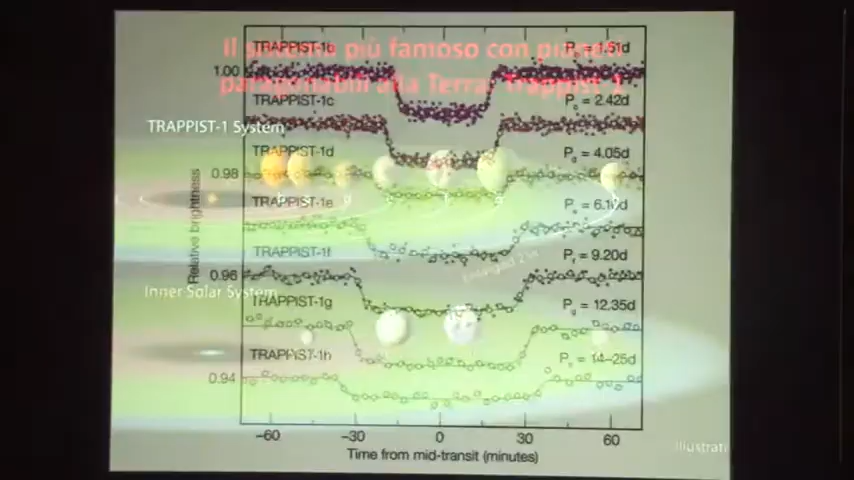 Il sistema più famoso con pianeti
paragonabili alla Terra: Trappist-1
TRAPPIST-1 System
Inner Solar System
TRAPPIST-1b
TRAPPIST-1c
P = 2.42d
TRAPPIST-1d
P = 4.05d
TRAPPIST-1e
TRAPPIST-1f
P = 9.20d
TRAPPIST-1g
P = 12.35d
TRAPPIST-1h
P = 14–25d
1.00
0.98
0.96
0.94
Relative brightness
−60
−30
0
30
60
Time from mid-transit (minutes)